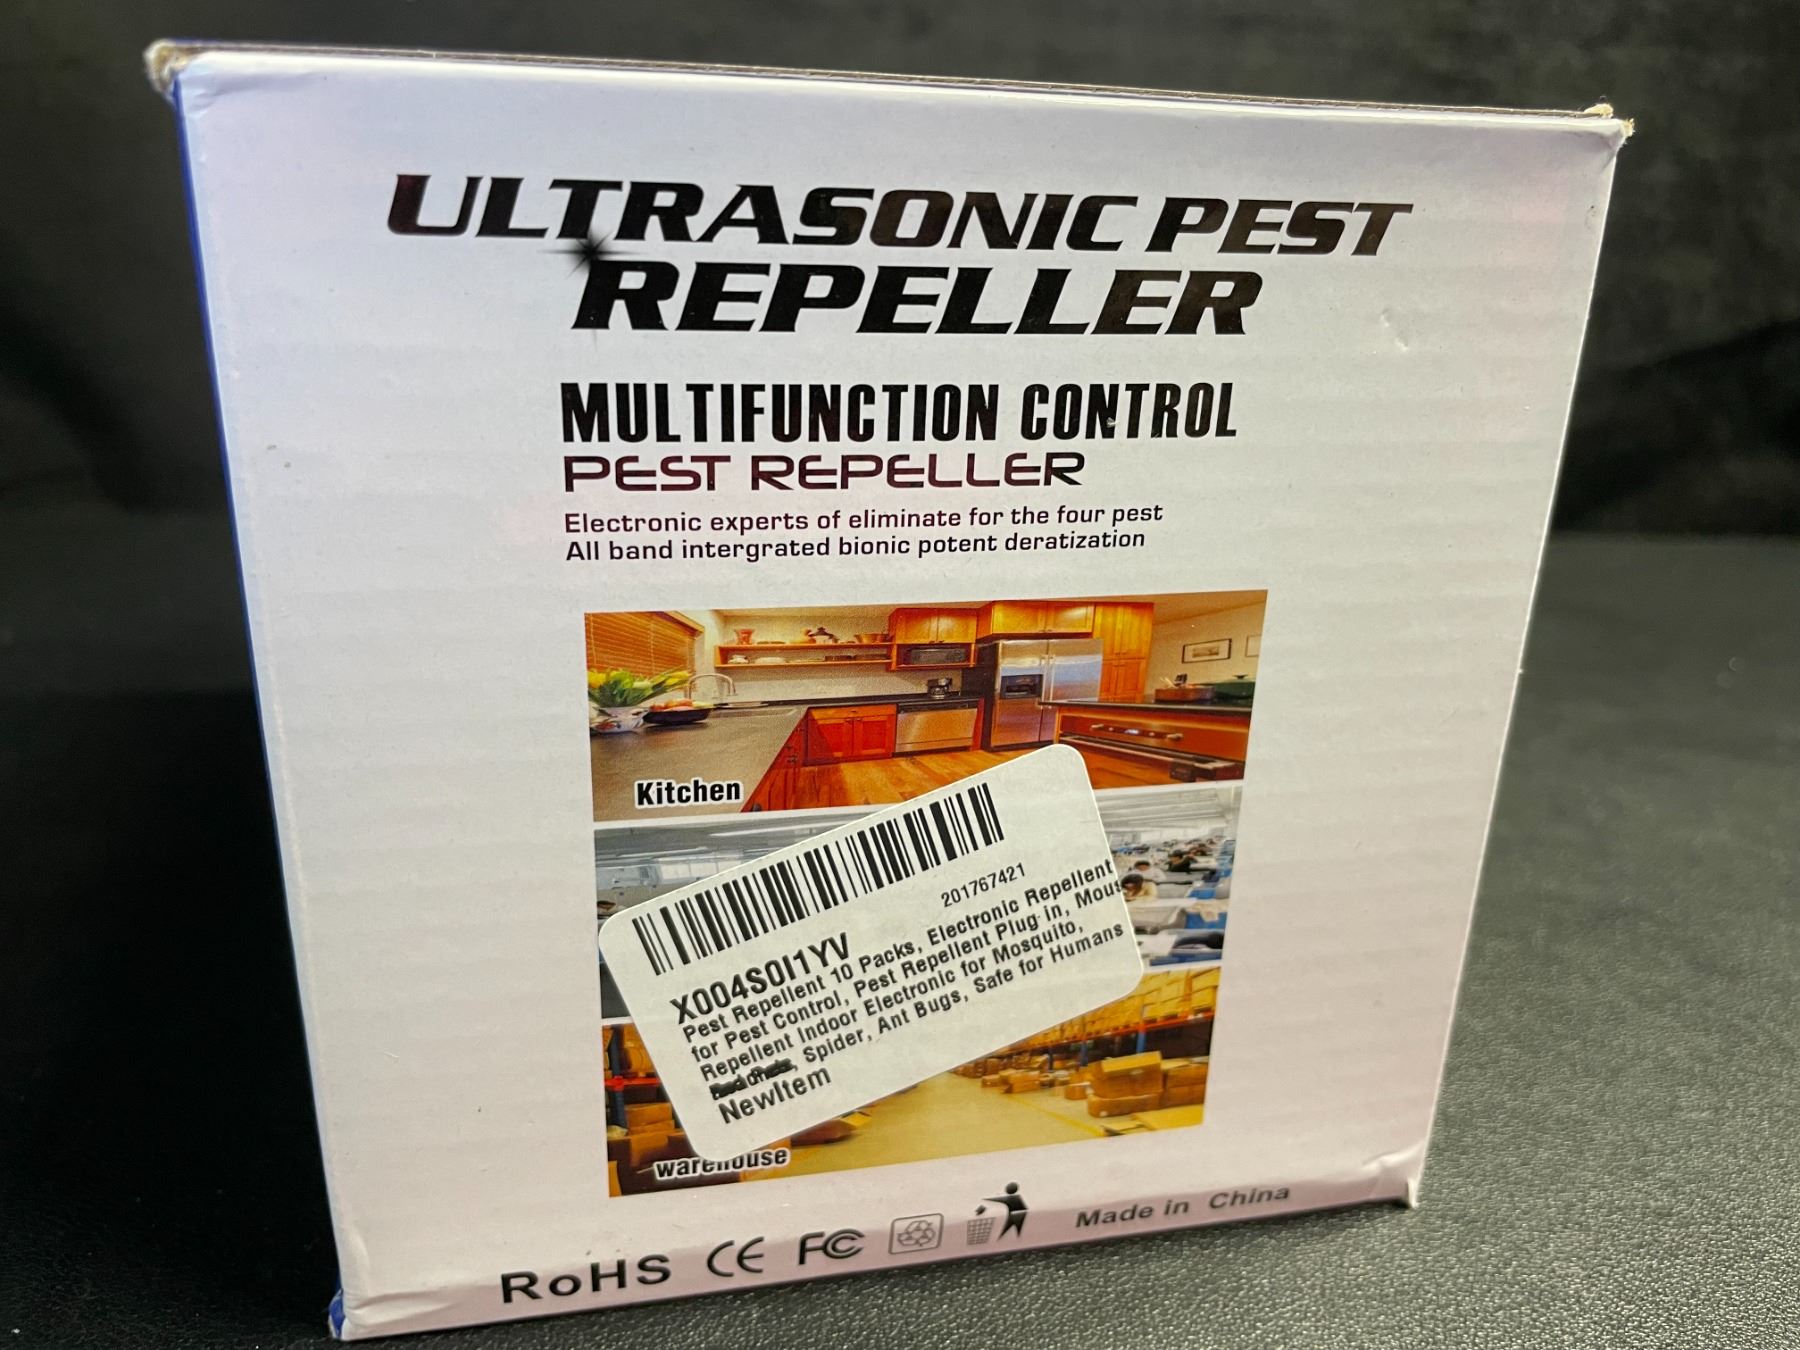 ULTRASONIC PEST
REPELLER
MULTIFUNCTION CONTROL
PEST REPELLER
Electronic experts of eliminate for the four pest
All band intergrated bionic potent deratization
Kitchen
201767421
X004S0I1YV
Pest Repellent 10 Packs, Electronic Repellent
for Pest Control, Pest Repellent Plug-in, Mous
Repellent Indoor Electronic for Mosquito,
Spider, Ant Bugs, Safe for Humans
NewItem
warehouse
RoHS CE FC
Made in China